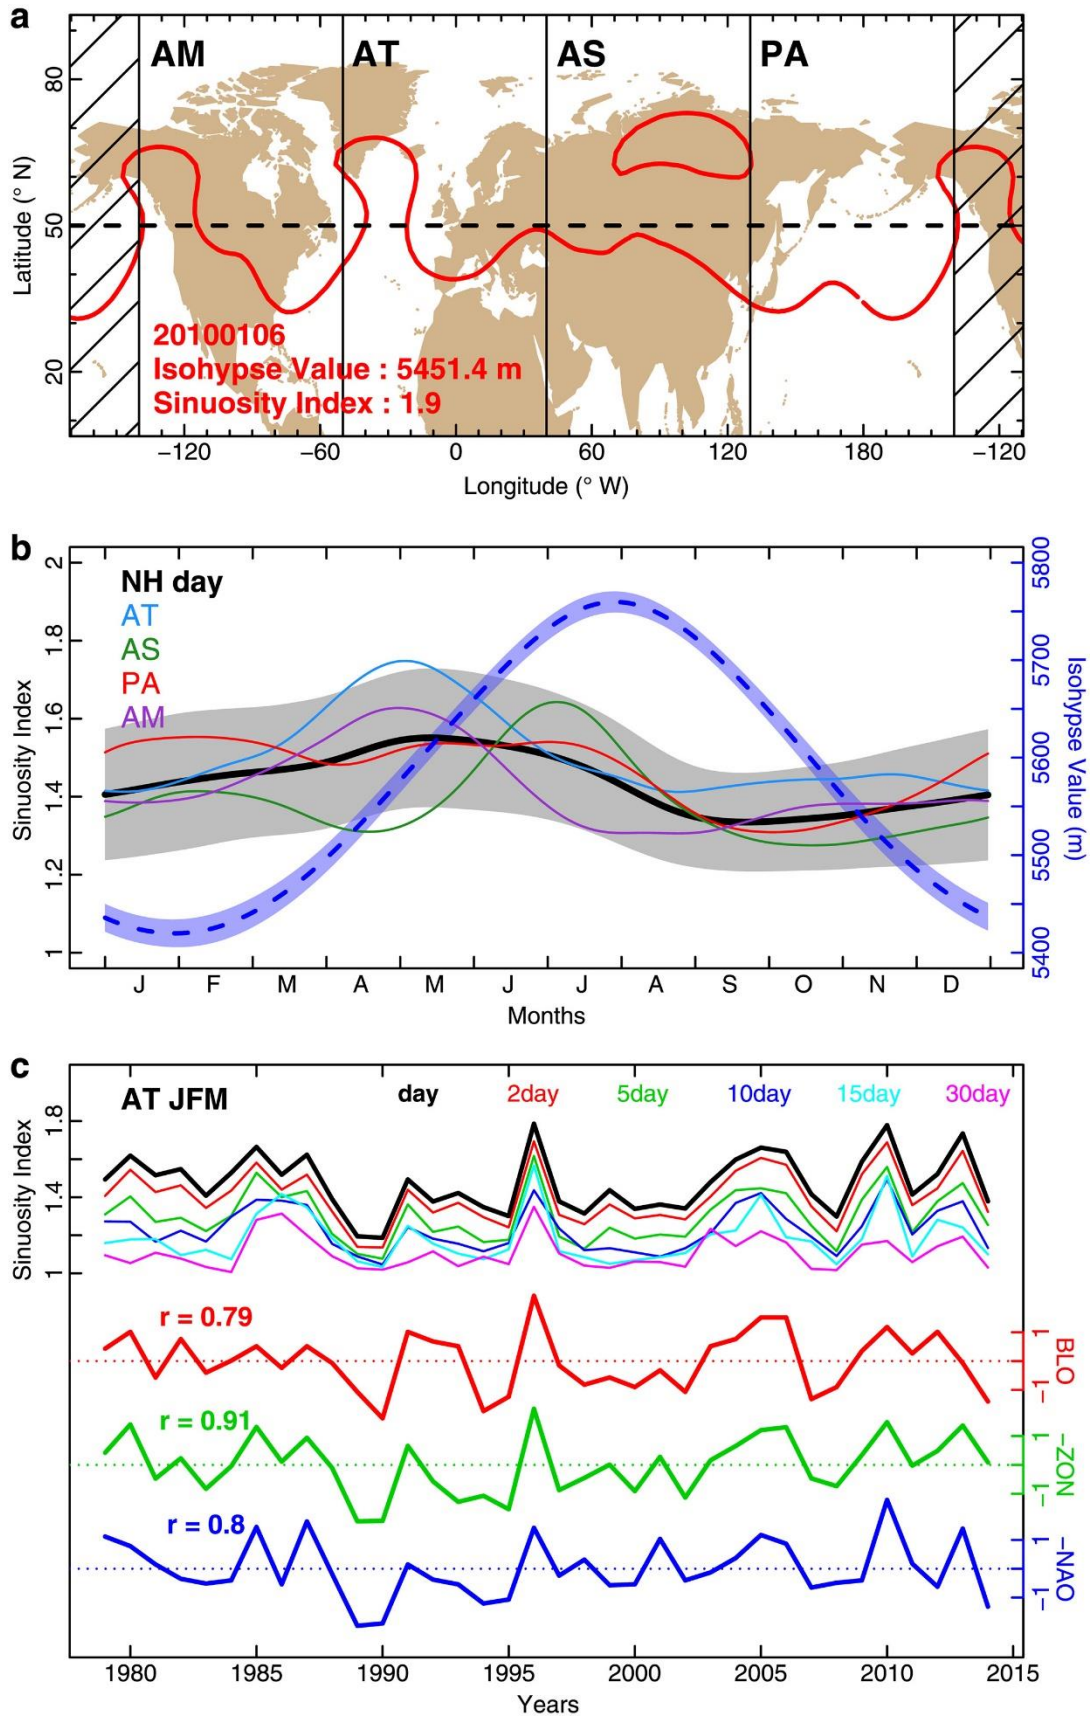 a
AM
AT
AS
PA
80
50
20
Latitude (° N)
20100106
Isohypse Value : 5451.4 m
Sinuosity Index : 1.9
−120
−60
0
60
120
180
−120
Longitude (° W)
b
2
1.8
1.6
1.4
1.2
1
Sinuosity Index
NH day
AT
AS
PA
AM
5800
5700
5600
5500
5400
Isohypse Value (m)
J
F
M
A
M
J
J
A
S
O
N
D
Months
c
AT JFM
day
2day
5day
10day
15day
30day
1.8
1.4
1
Sinuosity Index
r = 0.79
1
−1
BLO
r = 0.91
1
−1
−ZON
r = 0.8
1
−1
−NAO
1980
1985
1990
1995
2000
2005
2010
2015
Years